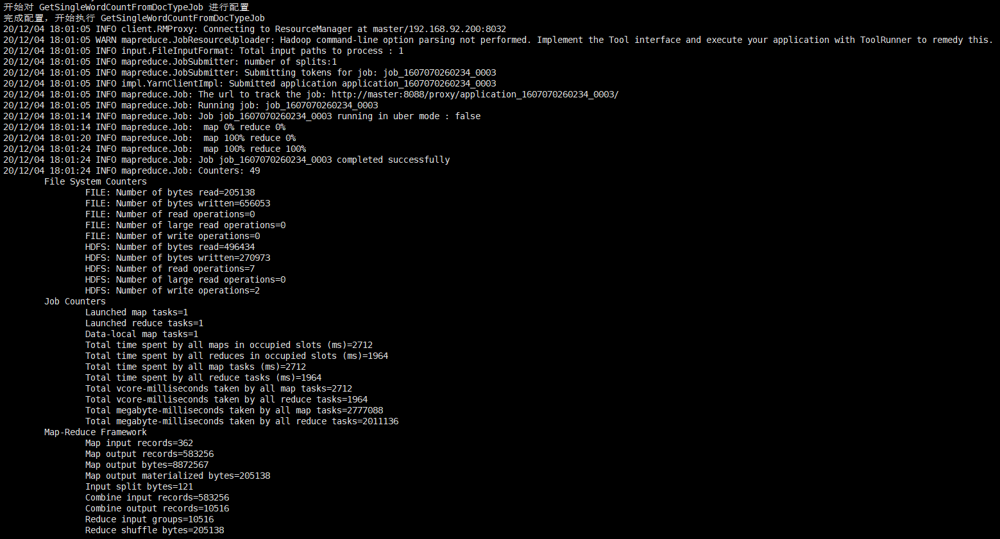 开始对 GetSingleWordCountFromDocTypeJob 进行配置
完成配置，开始执行 GetSingleWordCountFromDocTypeJob
20/12/04 18:01:05 INFO client.RMProxy: Connecting to ResourceManager at master/192.168.92.200:8032
20/12/04 18:01:05 WARN mapreduce.JobResourceUploader: Hadoop command-line option parsing not performed. Implement the Tool interface and execute your application with ToolRunner to remedy this.
20/12/04 18:01:05 INFO input.FileInputFormat: Total input paths to process : 1
20/12/04 18:01:05 INFO mapreduce.JobSubmitter: number of splits:1
20/12/04 18:01:05 INFO mapreduce.JobSubmitter: Submitting tokens for job: job_1607070260234_0003
20/12/04 18:01:05 INFO impl.YarnClientImpl: Submitted application application_1607070260234_0003
20/12/04 18:01:05 INFO mapreduce.Job: The url to track the job: http://master:8088/proxy/application_1607070260234_0003/
20/12/04 18:01:05 INFO mapreduce.Job: Running job: job_1607070260234_0003
20/12/04 18:01:14 INFO mapreduce.Job: Job job_1607070260234_0003 running in uber mode : false
20/12/04 18:01:14 INFO mapreduce.Job:  map 0% reduce 0%
20/12/04 18:01:20 INFO mapreduce.Job:  map 100% reduce 0%
20/12/04 18:01:24 INFO mapreduce.Job:  map 100% reduce 100%
20/12/04 18:01:24 INFO mapreduce.Job: Job job_1607070260234_0003 completed successfully
20/12/04 18:01:24 INFO mapreduce.Job: Counters: 49
File System Counters
FILE: Number of bytes read=205138
FILE: Number of bytes written=656053
FILE: Number of read operations=0
FILE: Number of large read operations=0
FILE: Number of write operations=0
HDFS: Number of bytes read=496434
HDFS: Number of bytes written=270973
HDFS: Number of read operations=7
HDFS: Number of large read operations=0
HDFS: Number of write operations=2
Job Counters
Launched map tasks=1
Launched reduce tasks=1
Data-local map tasks=1
Total time spent by all maps in occupied slots (ms)=2712
Total time spent by all reduces in occupied slots (ms)=1964
Total time spent by all map tasks (ms)=2712
Total time spent by all reduce tasks (ms)=1964
Total vcore-milliseconds taken by all map tasks=2712
Total vcore-milliseconds taken by all reduce tasks=1964
Total megabyte-milliseconds taken by all map tasks=2777088
Total megabyte-milliseconds taken by all reduce tasks=2011136
Map-Reduce Framework
Map input records=362
Map output records=583256
Map output bytes=8872567
Map output materialized bytes=205138
Input split bytes=121
Combine input records=583256
Combine output records=10516
Reduce input groups=10516
Reduce shuffle bytes=205138